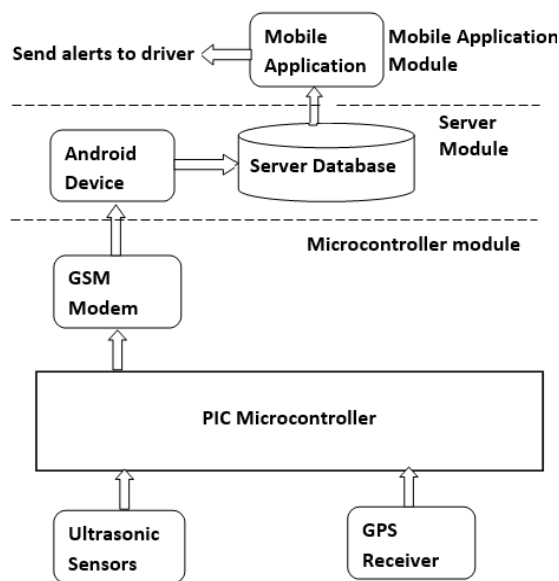 Send alerts to driver
Mobile
Application
Mobile Application
Module
Server
Module
Android
Device
Server Database
Microcontroller module
GSM
Modem
PIC Microcontroller
Ultrasonic
Sensors
GPS
Receiver